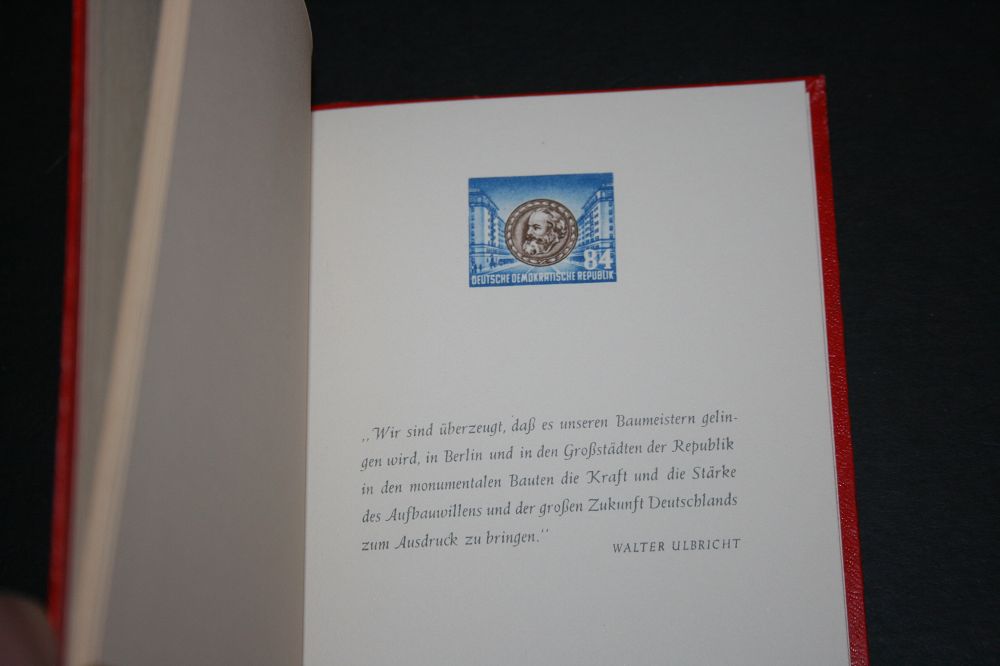 84
DEUTSCHE DEMOKRATISCHE REPUBLIK
,,Wir sind überzeugt, daß es unseren Baumeistern gelin-
gen wird, in Berlin und in den Großstädten der Republik
in den monumentalen Bauten die Kraft und die Stärke
des Aufbauwillens und der großen Zukunft Deutschlands
zum Ausdruck zu bringen.''
WALTER ULBRICHT